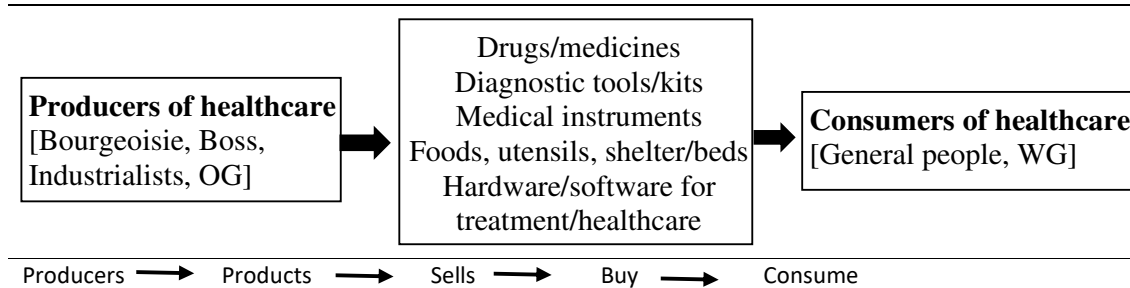 Producers of healthcare
[Bourgeoisie, Boss,
Industrialists, OG]
Drugs/medicines
Diagnostic tools/kits
Medical instruments
Foods, utensils, shelter/beds
Hardware/software for
treatment/healthcare
Consumers of healthcare
[General people, WG]
Producers Products Sells Buy Consume